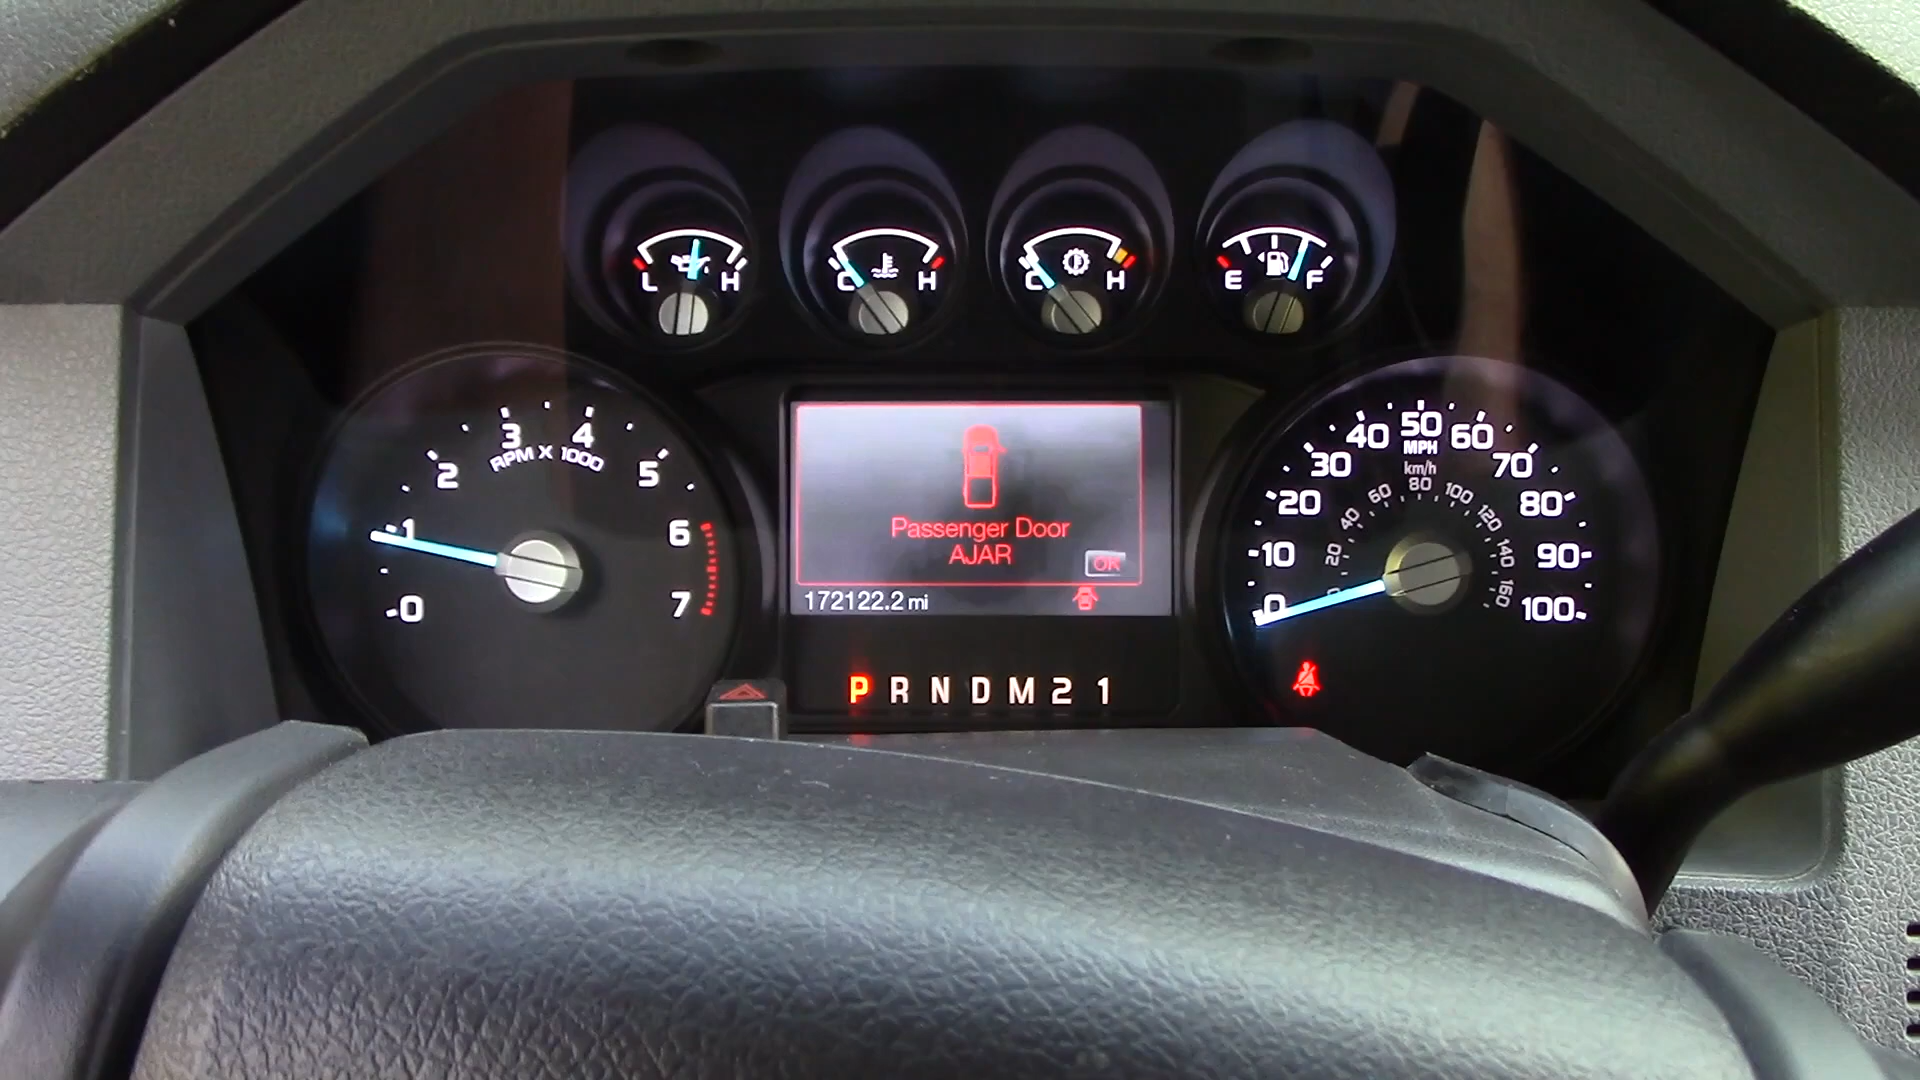 L H
C H
C H
E F
0 1 2 3 4 5 6 7
RPM X 1000
Passenger Door
AJAR
OK
172122.2 mi
P R N D M 2 1
0 10 20 30 40 50 60 70 80 90 100
MPH
km/h
0 20 40 60 80 100 120 140 160